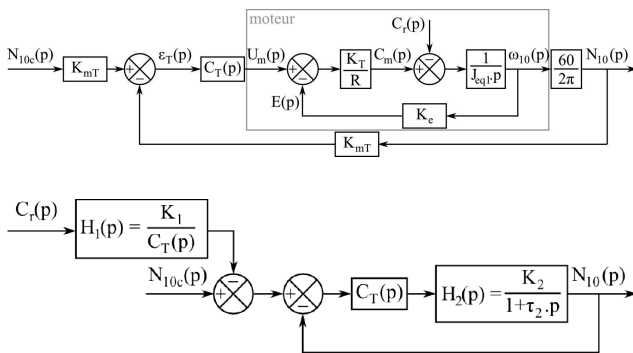 moteur
C_r(p)
N_10c(p)
K_mT
+
−
ε_T(p)
C_T(p)
U_m(p)
+
−
K_T
R
C_m(p)
+
−
1
J_eq1.p
ω_10(p)
60
2π
N_10(p)
E(p)
K_e
K_mT
C_r(p)
H_1(p) = K_1
C_T(p)
−
N_10c(p)
+
+
−
C_T(p)
H_2(p) = K_2
1+τ_2.p
N_10(p)